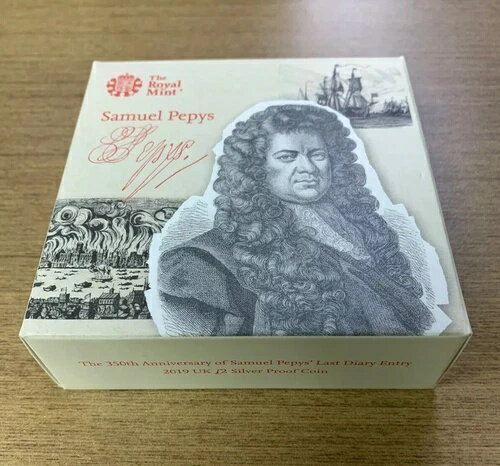 The
Royal
Mint®
Samuel Pepys
S Pepys.
The 350th Anniversary of Samuel Pepys' Last Diary Entry
2019 UK £2 Silver Proof Coin